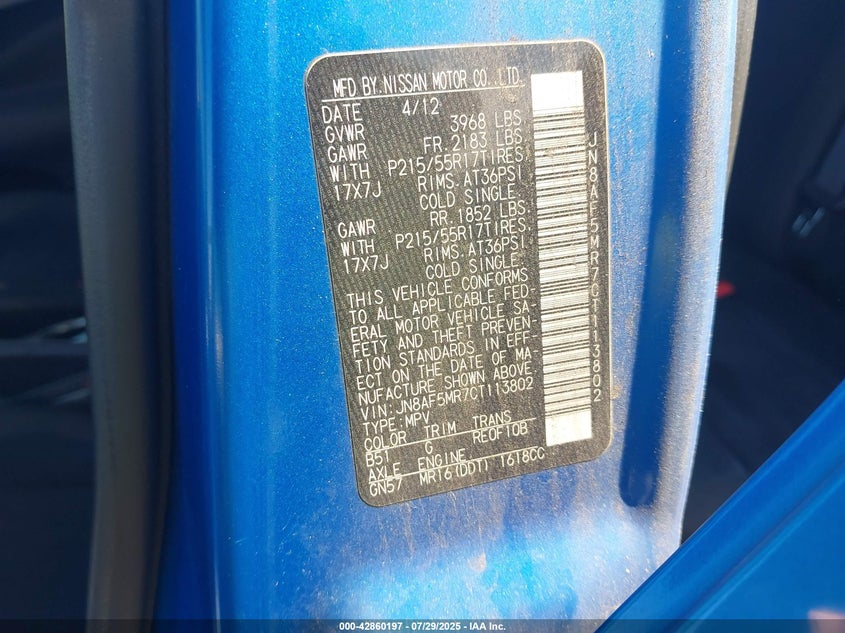 MFD BY.NISSAN MOTOR CO.,LTD.
DATE 4/12
GVWR 3968 LBS
GAWR FR. 2183 LBS
WITH P215/55R17TIRES
17X7J RIMS. AT36PSI
COLD SINGLE.
GAWR RR. 1852 LBS
WITH P215/55R17TIRES
17X7J RIMS. AT36PSI
COLD SINGLE.
THIS VEHICLE CONFORMS
TO ALL APPLICABLE FED-
ERAL MOTOR VEHICLE SA-
FETY AND THEFT PREVEN-
TION STANDARDS IN EFF-
ECT ON THE DATE OF MA-
NUFACTURE SHOWN ABOVE.
VIN: JN8AF5MR7CT113802
TYPE: MPV
COLOR TRIM TRANS
B51 G RE0F10B
AXLE ENGINE
GN57 MR16(DDT) 1618CC
JN8AF5MR7CT113802
000-42860197 - 07/29/2025 - IAA Inc.